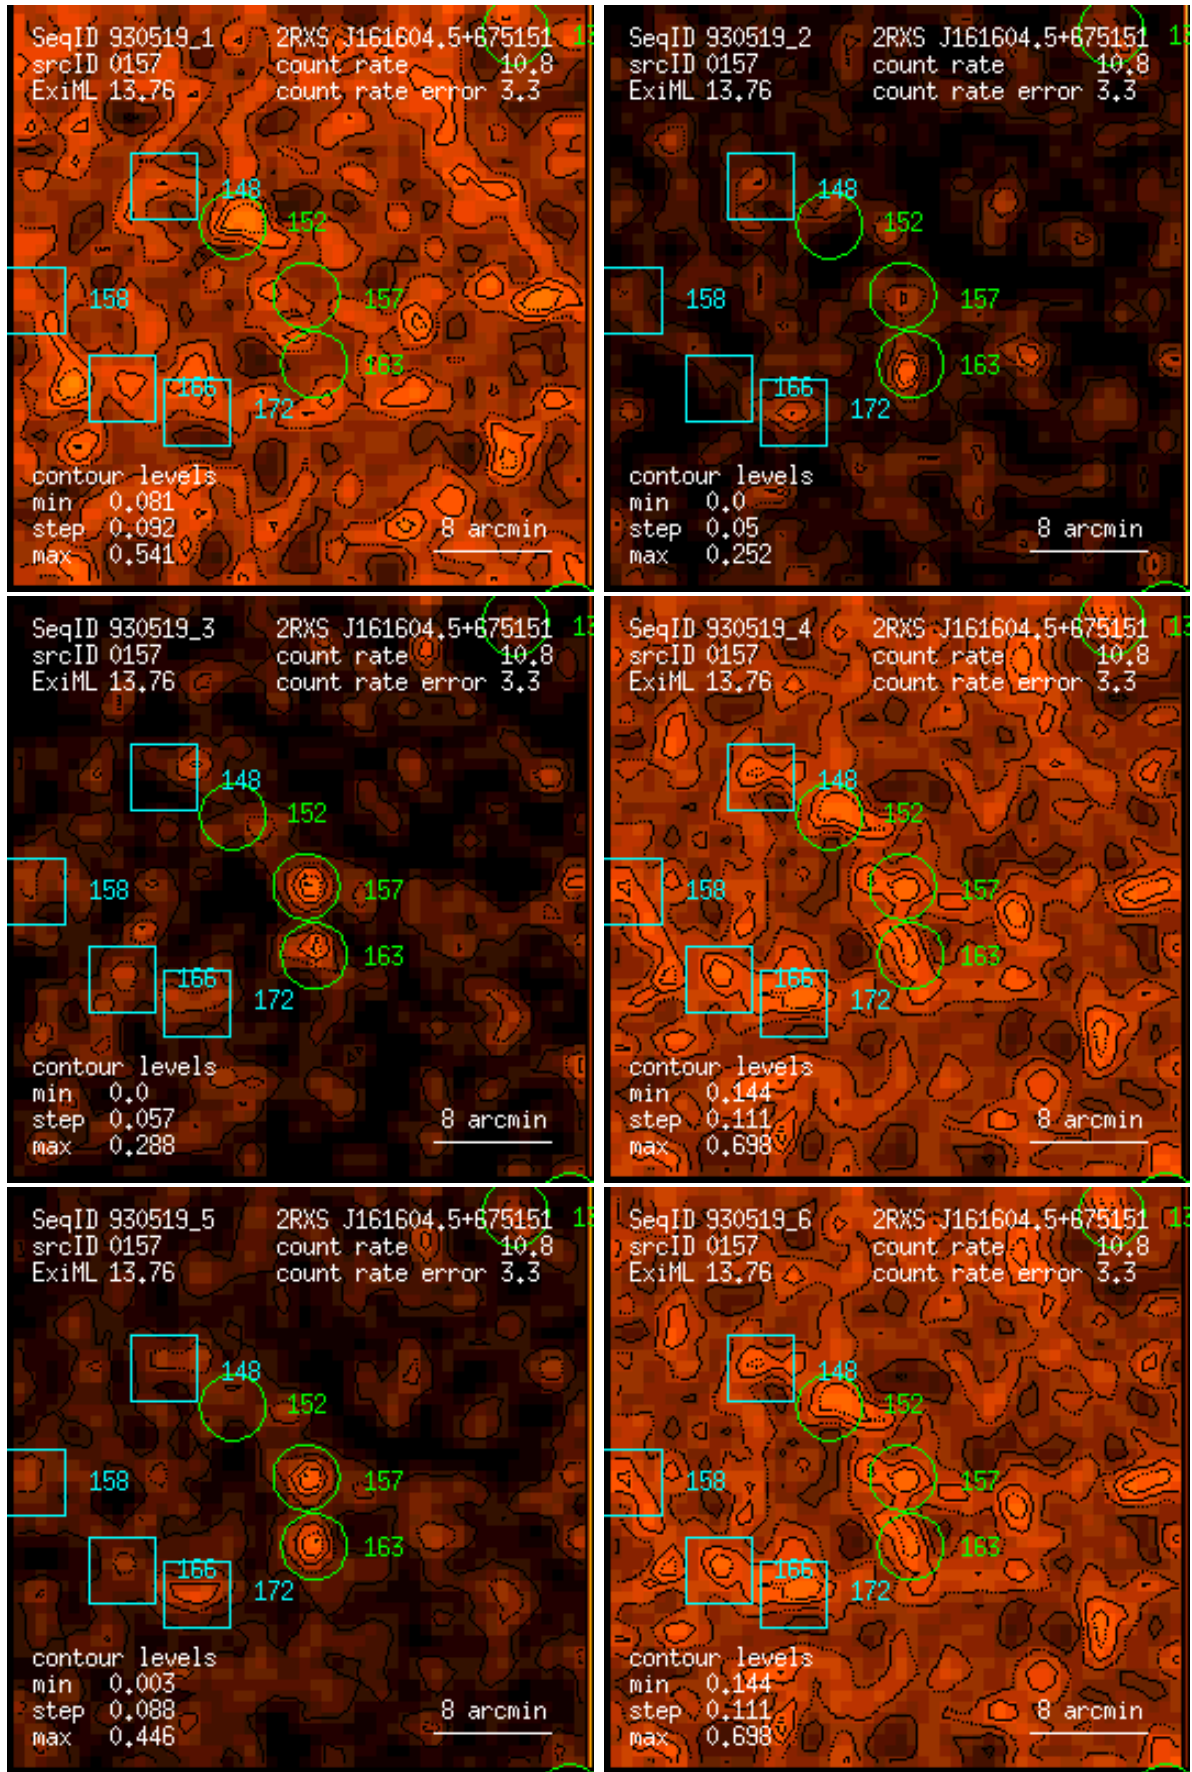 SeqID 930519_1 2RXS J161604.5+675151 13
srcID 0157 count rate 10.8
ExiML 13.76 count rate error 3.3
148
152
158 157
163
166
172
contour levels
min 0.081
step 0.092 8 arcmin
max 0.541
SeqID 930519_2 2RXS J161604.5+675151 13
srcID 0157 count rate 10.8
ExiML 13.76 count rate error 3.3
148
152
158 157
163
166
172
contour levels
min 0.0
step 0.05 8 arcmin
max 0.252
SeqID 930519_3 2RXS J161604.5+675151 13
srcID 0157 count rate 10.8
ExiML 13.76 count rate error 3.3
148
152
158 157
163
166
172
contour levels
min 0.0
step 0.057 8 arcmin
max 0.288
SeqID 930519_4 2RXS J161604.5+675151 13
srcID 0157 count rate 10.8
ExiML 13.76 count rate error 3.3
148
152
158 157
163
166
172
contour levels
min 0.144
step 0.111 8 arcmin
max 0.698
SeqID 930519_5 2RXS J161604.5+675151 13
srcID 0157 count rate 10.8
ExiML 13.76 count rate error 3.3
148
152
158 157
163
166
172
contour levels
min 0.003
step 0.088 8 arcmin
max 0.446
SeqID 930519_6 2RXS J161604.5+675151 13
srcID 0157 count rate 10.8
ExiML 13.76 count rate error 3.3
148
152
158 157
163
166
172
contour levels
min 0.144
step 0.111 8 arcmin
max 0.698